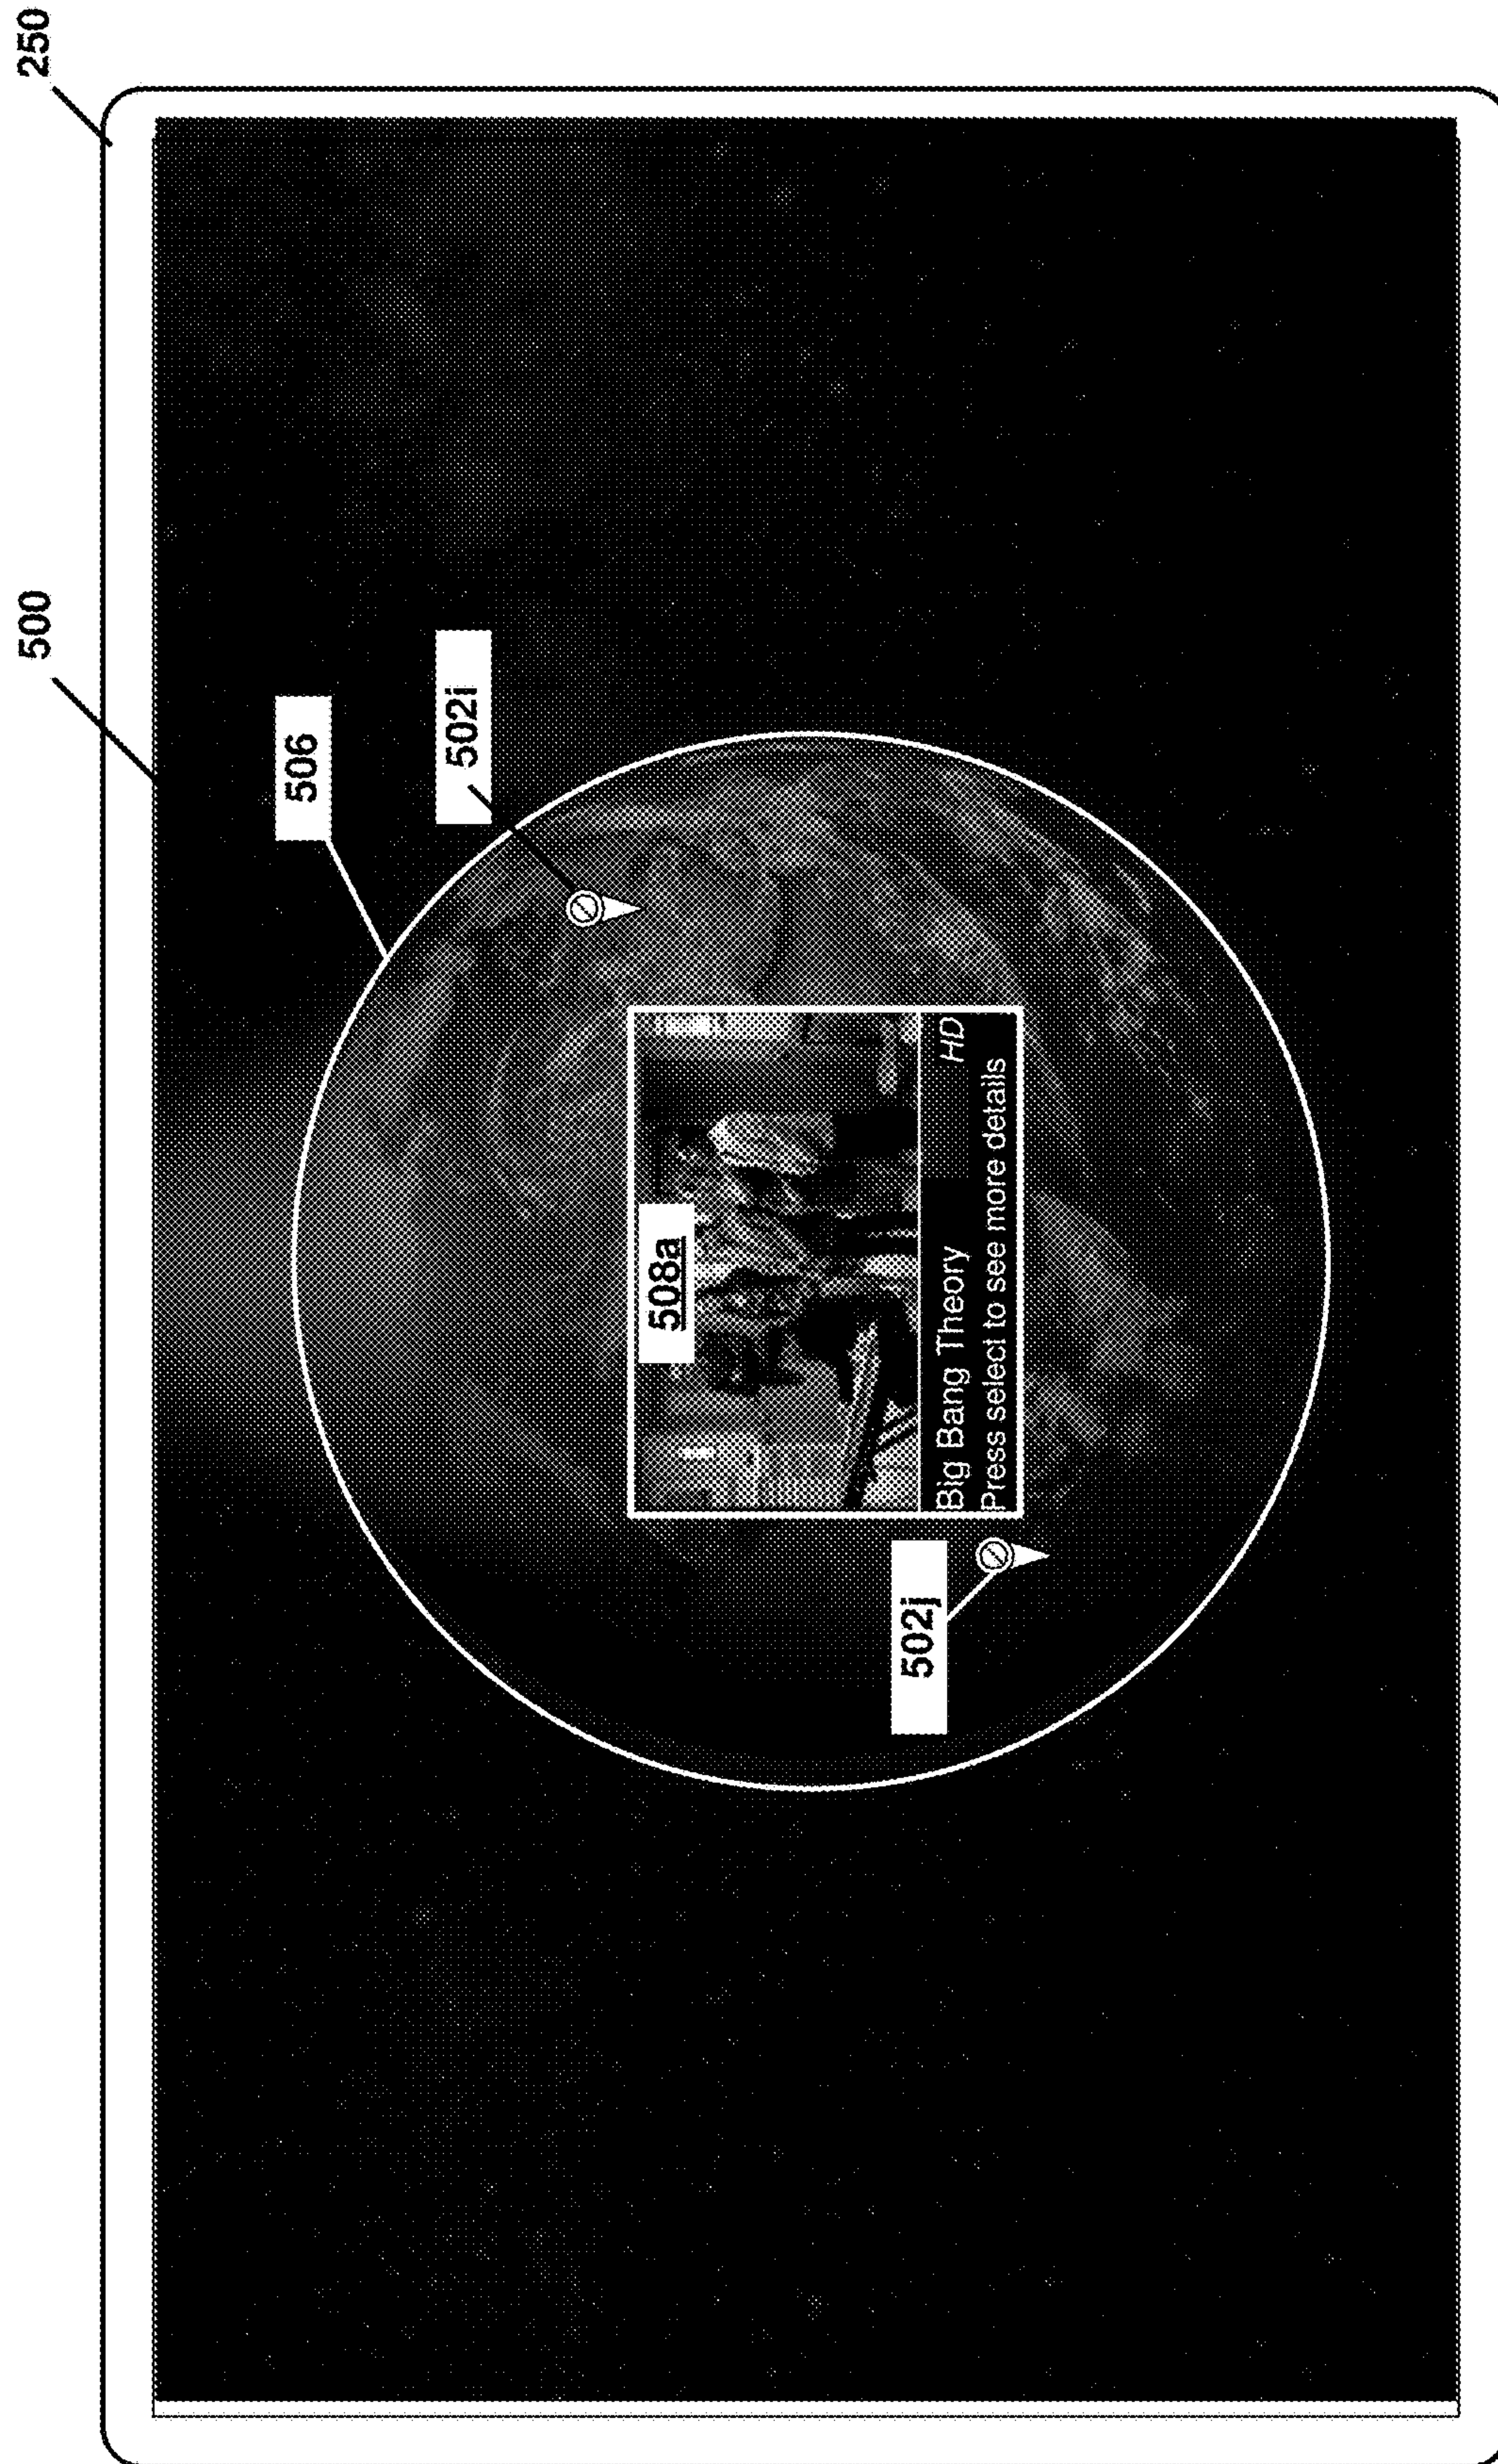 250
500
506
502i
508a
Big Bang Theory HD
Press select to see more details
502j